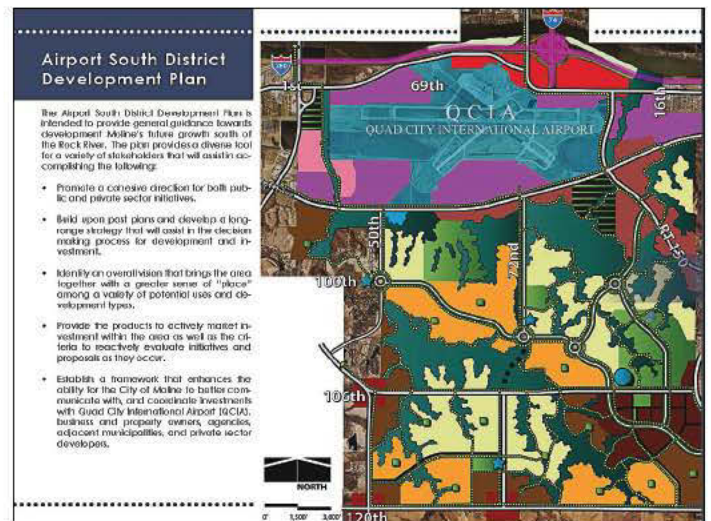 Airport South District
Development Plan
The Airport South District Development Plan is
intended to provide general guidance towards
development Moline's future growth south of
the Rock River. The plan provides a diverse tool
for a variety of stakeholders that will assist in ac-
complishing the following:
• Promote a cohesive direction for both pub-
lic and private sector initiatives.
• Build upon past plans and develop a long-
range strategy that will assist in the decision
making process for development and in-
vestment.
• Identify an overall vision that brings the area
together with a greater sense of "place"
among a variety of potential uses and de-
velopment types.
• Provide the products to actively market in-
vestment within the area as well as the cri-
teria to reactively evaluate initiatives and
proposals as they occur.
• Establish a framework that enhances the
ability for the City of Moline to better com-
municate with, and coordinate investments
with Quad City International Airport (QCIA),
business and property owners, agencies,
adjacent municipalities, and private sector
developers.
74
280
1st
69th
16th
QCIA
QUAD CITY INTERNATIONAL AIRPORT
50th
72nd
RT 150
100th
106th
120th
NORTH
0' 1,500' 3,000'